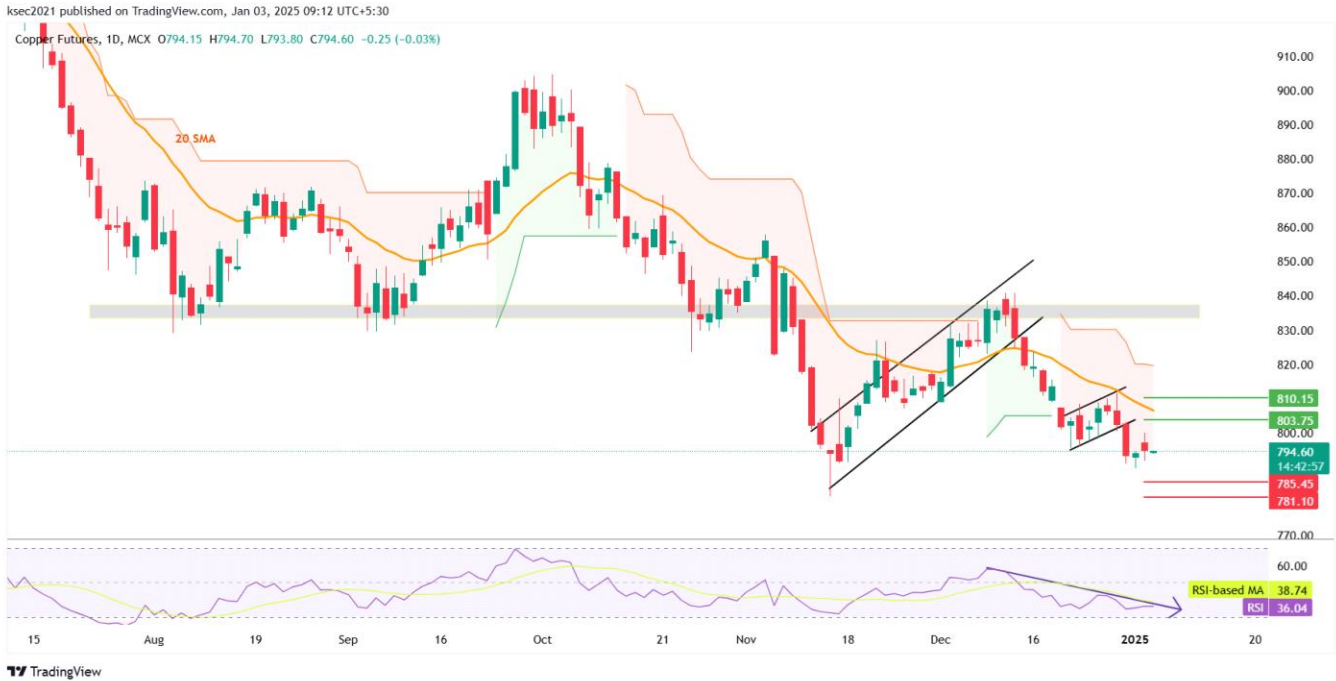 ksec2021 published on TradingView.com, Jan 03, 2025 09:12 UTC+5:30
Copper Futures, 1D, MCX O794.15 H794.70 L793.80 C794.60 -0.25 (-0.03%)
910.00
900.00
890.00
20 SMA
880.00
870.00
860.00
850.00
840.00
830.00
820.00
810.15
803.75
800.00
794.60
14:42:57
785.45
781.10
770.00
60.00
RSI-based MA 38.74
RSI 36.04
15 Aug 19 Sep 16 Oct 21 Nov 18 Dec 16 2025 20
TradingView